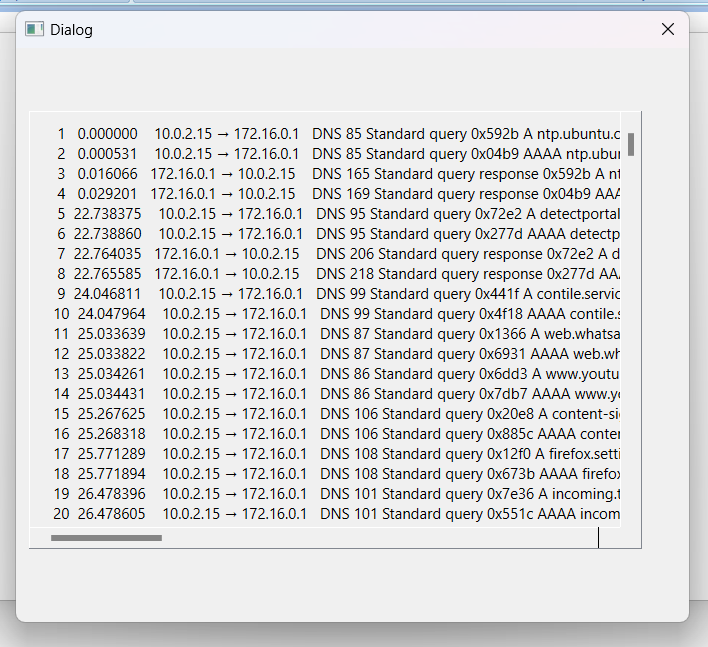 Dialog
1 0.000000 10.0.2.15 → 172.16.0.1 DNS 85 Standard query 0x592b A ntp.ubuntu.c
2 0.000531 10.0.2.15 → 172.16.0.1 DNS 85 Standard query 0x04b9 AAAA ntp.ubu
3 0.016066 172.16.0.1 → 10.0.2.15 DNS 165 Standard query response 0x592b A nt
4 0.029201 172.16.0.1 → 10.0.2.15 DNS 169 Standard query response 0x04b9 AAA
5 22.738375 10.0.2.15 → 172.16.0.1 DNS 95 Standard query 0x72e2 A detectportal
6 22.738860 10.0.2.15 → 172.16.0.1 DNS 95 Standard query 0x277d AAAA detectp
7 22.764035 172.16.0.1 → 10.0.2.15 DNS 206 Standard query response 0x72e2 A d
8 22.765585 172.16.0.1 → 10.0.2.15 DNS 218 Standard query response 0x277d AA
9 24.046811 10.0.2.15 → 172.16.0.1 DNS 99 Standard query 0x441f A contile.servic
10 24.047964 10.0.2.15 → 172.16.0.1 DNS 99 Standard query 0x4f18 AAAA contile.s
11 25.033639 10.0.2.15 → 172.16.0.1 DNS 87 Standard query 0x1366 A web.whatsa
12 25.033822 10.0.2.15 → 172.16.0.1 DNS 87 Standard query 0x6931 AAAA web.wh
13 25.034261 10.0.2.15 → 172.16.0.1 DNS 86 Standard query 0x6dd3 A www.youtu
14 25.034431 10.0.2.15 → 172.16.0.1 DNS 86 Standard query 0x7db7 AAAA www.y
15 25.267625 10.0.2.15 → 172.16.0.1 DNS 106 Standard query 0x20e8 A content-si
16 25.268318 10.0.2.15 → 172.16.0.1 DNS 106 Standard query 0x885c AAAA conte
17 25.771289 10.0.2.15 → 172.16.0.1 DNS 108 Standard query 0x12f0 A firefox.setti
18 25.771894 10.0.2.15 → 172.16.0.1 DNS 108 Standard query 0x673b AAAA firefox
19 26.478396 10.0.2.15 → 172.16.0.1 DNS 101 Standard query 0x7e36 A incoming.t
20 26.478605 10.0.2.15 → 172.16.0.1 DNS 101 Standard query 0x551c AAAA incom